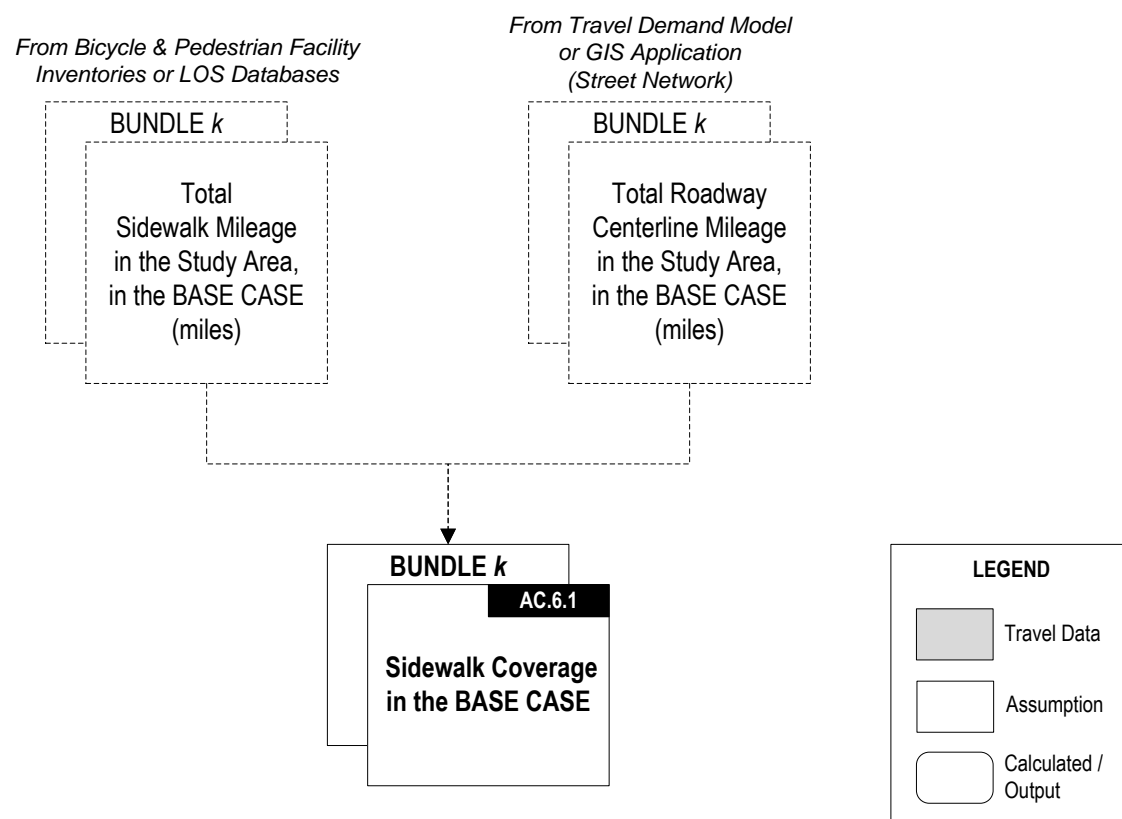 From Bicycle & Pedestrian Facility
Inventories or LOS Databases
From Travel Demand Model
or GIS Application
(Street Network)
BUNDLE k
Total
Sidewalk Mileage
in the Study Area,
in the BASE CASE
(miles)
BUNDLE k
Total Roadway
Centerline Mileage
in the Study Area,
in the BASE CASE
(miles)
BUNDLE k
AC.6.1
Sidewalk Coverage
in the BASE CASE
LEGEND
Travel Data
Assumption
Calculated /
Output